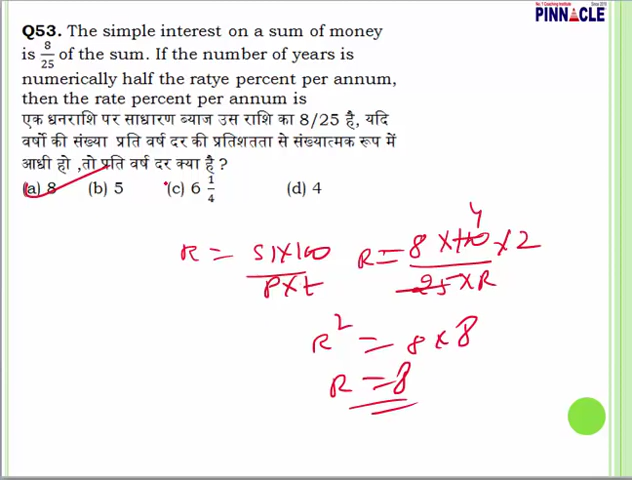 No. 1 Coaching Institute Since 2015
PINNACLE
Q53. The simple interest on a sum of money
is 8/25 of the sum. If the number of years is
numerically half the ratye percent per annum,
then the rate percent per annum is
एक धनराशि पर साधारण व्याज उस राशि का 8/25 है, यदि
वर्षो की संख्या प्रति वर्ष दर की प्रतिशतता से संख्यात्मक रूप में
आधी हो ,तो प्रति वर्ष दर क्या है ?
(a) 8 (b) 5 (c) 6 1/4 (d) 4
R = SI×100 / P×t
R = 8 × 100 × 2 / 25 × R
4
R² = 8 × 8
R = 8